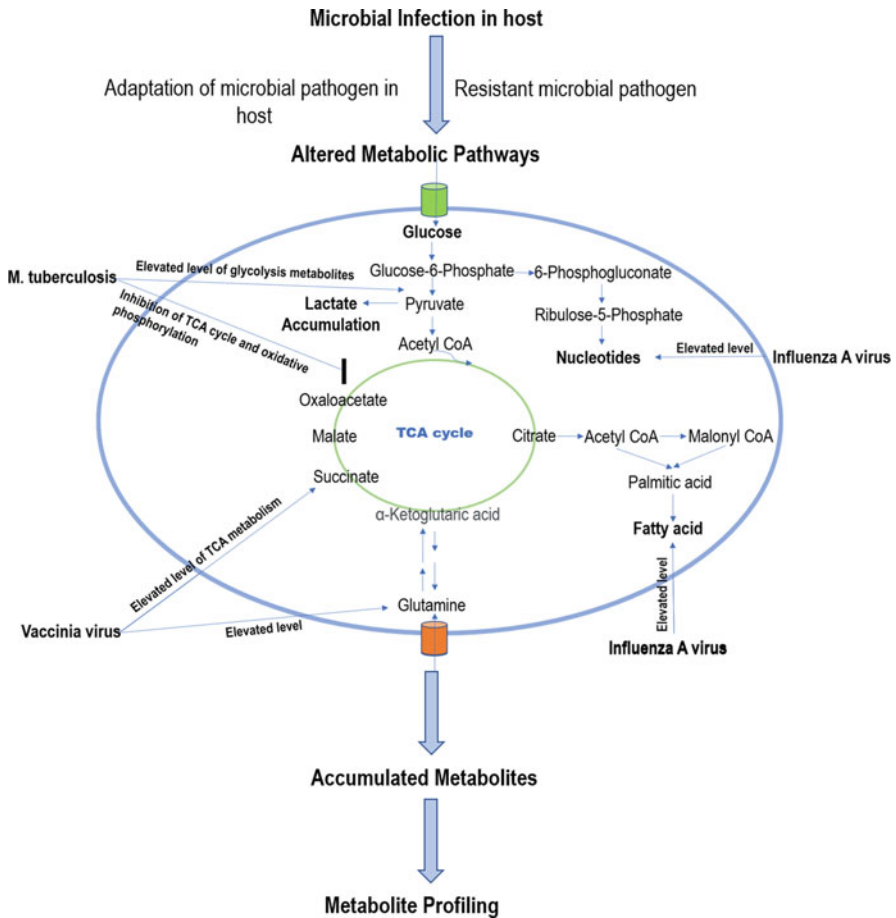 Microbial Infection in host
Adaptation of microbial pathogen in
host
Resistant microbial pathogen
Altered Metabolic Pathways
Glucose
Glucose-6-Phosphate
6-Phosphogluconate
M. tuberculosis
Elevated level of glycolysis metabolites
Inhibition of TCA cycle and oxidative
phosphorylation
Lactate
Accumulation
Pyruvate
Ribulose-5-Phosphate
Acetyl CoA
Nucleotides
Elevated level
Influenza A virus
Oxaloacetate
Malate
Succinate
TCA cycle
Citrate
Acetyl CoA
Malonyl CoA
Palmitic acid
α-Ketoglutaric acid
Fatty acid
Elevated level of TCA metabolism
Glutamine
Elevated level
Vaccinia virus
Elevated level
Influenza A virus
Accumulated Metabolites
Metabolite Profiling